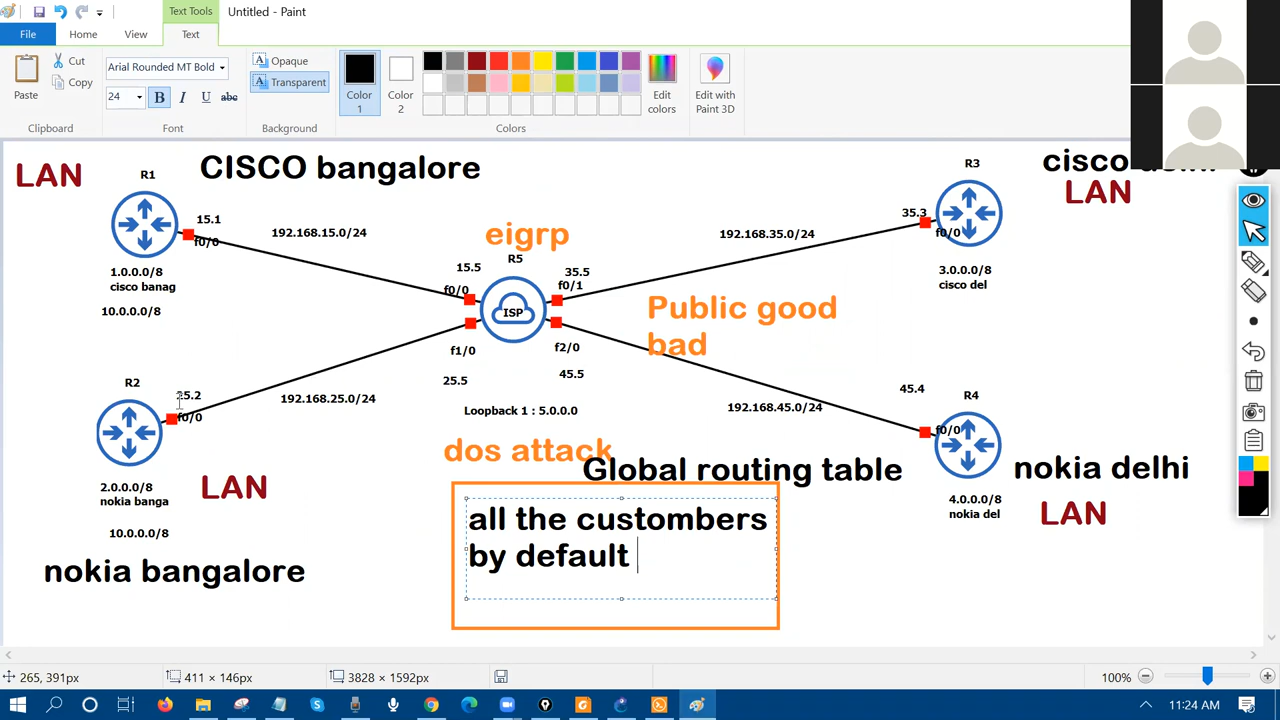 Text Tools
Untitled - Paint
File
Home
View
Text
Paste
Cut
Copy
Clipboard
Arial Rounded MT Bold
24
B
I
U
abc
Font
Opaque
Transparent
Background
Color
1
Color
2
Edit
colors
Edit with
Paint 3D
Colors
LAN
R1
CISCO bangalore
15.1
f0/0
192.168.15.0/24
1.0.0.0/8
cisco banag
10.0.0.0/8
eigrp
R5
15.5
f0/0
35.5
f0/1
ISP
192.168.35.0/24
R3
LAN
35.3
f0/0
3.0.0.0/8
cisco del
Public good
bad
f1/0
f2/0
25.5
45.5
R2
25.2
f0/0
192.168.25.0/24
192.168.45.0/24
45.4
R4
f0/0
Loopback 1 : 5.0.0.0
dos attack
Global routing table
nokia delhi
LAN
2.0.0.0/8
nokia banga
LAN
4.0.0.0/8
nokia del
10.0.0.0/8
nokia bangalore
all the custombers
by default
265, 391px
411 × 146px
3828 × 1592px
100%
11:24 AM